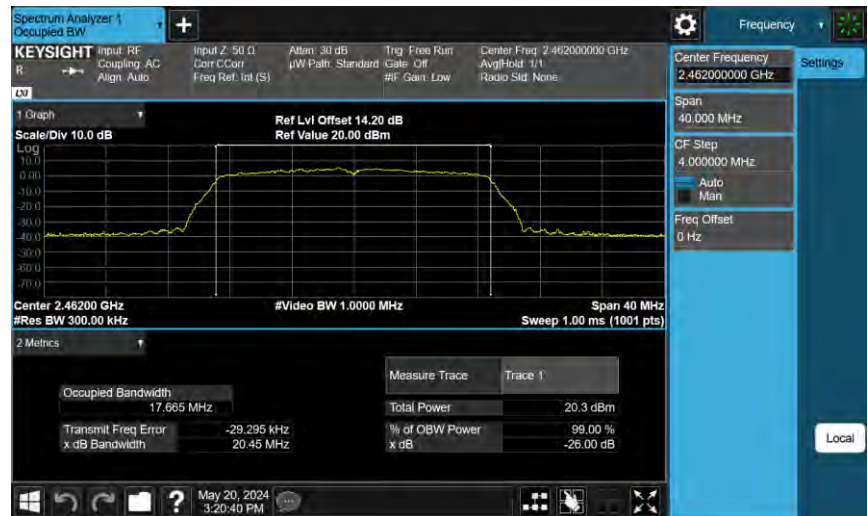 Spectrum Analyzer 1
Occupied BW
+
Frequency
KEYSIGHT
R
LXI
Input: RF
Coupling: AC
Align: Auto
Input Z: 50 Ω
Corr CCorr
Freq Ref: Int (S)
Atten: 30 dB
µW Path: Standard
Trig: Free Run
Gate: Off
#IF Gain: Low
Center Freq: 2.462000000 GHz
Avg|Hold: 1/1
Radio Std: None
Center Frequency
2.462000000 GHz
Settings
Span
40.000 MHz
CF Step
4.000000 MHz
Auto
Man
Freq Offset
0 Hz
1 Graph
Scale/Div 10.0 dB
Ref Lvl Offset 14.20 dB
Ref Value 20.00 dBm
Log
10.0
0.00
-10.0
-20.0
-30.0
-40.0
-50.0
-60.0
-70.0
Center 2.46200 GHz
#Video BW 1.0000 MHz
Span 40 MHz
#Res BW 300.00 kHz
Sweep 1.00 ms (1001 pts)
2 Metrics
Measure Trace Trace 1
Occupied Bandwidth
17.665 MHz
Total Power 20.3 dBm
Transmit Freq Error -29.295 kHz
% of OBW Power 99.00 %
x dB Bandwidth 20.45 MHz
x dB -26.00 dB
Local
?
May 20, 2024
3:20:40 PM